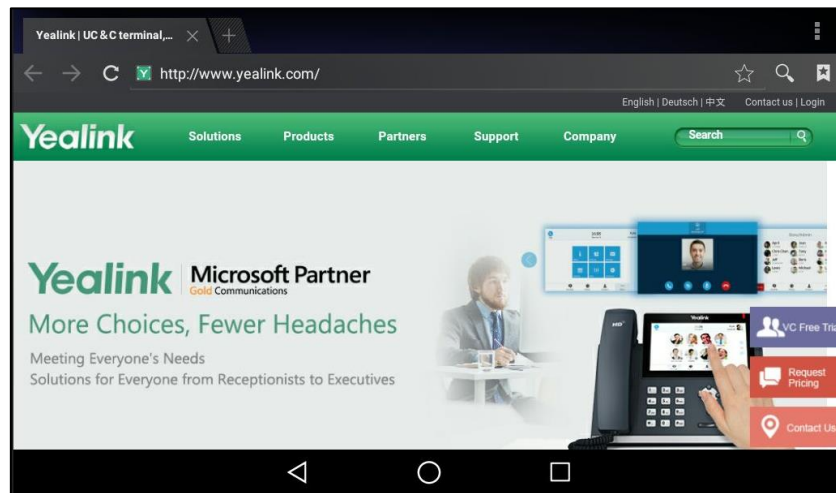 Yealink | UC & C terminal,...
http://www.yealink.com/
English | Deutsch | 中文 Contact us | Login
Yealink Solutions Products Partners Support Company Search
Yealink Microsoft Partner
Gold Communications
More Choices, Fewer Headaches
Meeting Everyone's Needs
Solutions for Everyone from Receptionists to Executives
Yealink
VC Free Tria
Request
Pricing
Contact Us